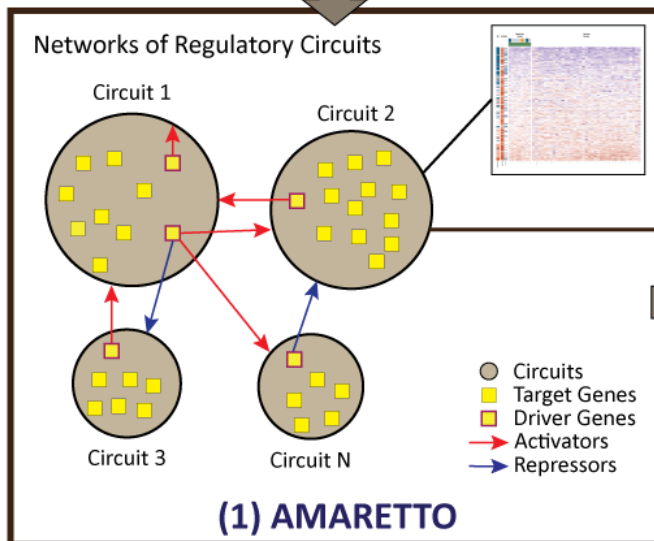 Networks of Regulatory Circuits
Circuit 1
Circuit 2
Circuit 3
Circuit N
Circuits
Target Genes
Driver Genes
Activators
Repressors
(1) AMARETTO